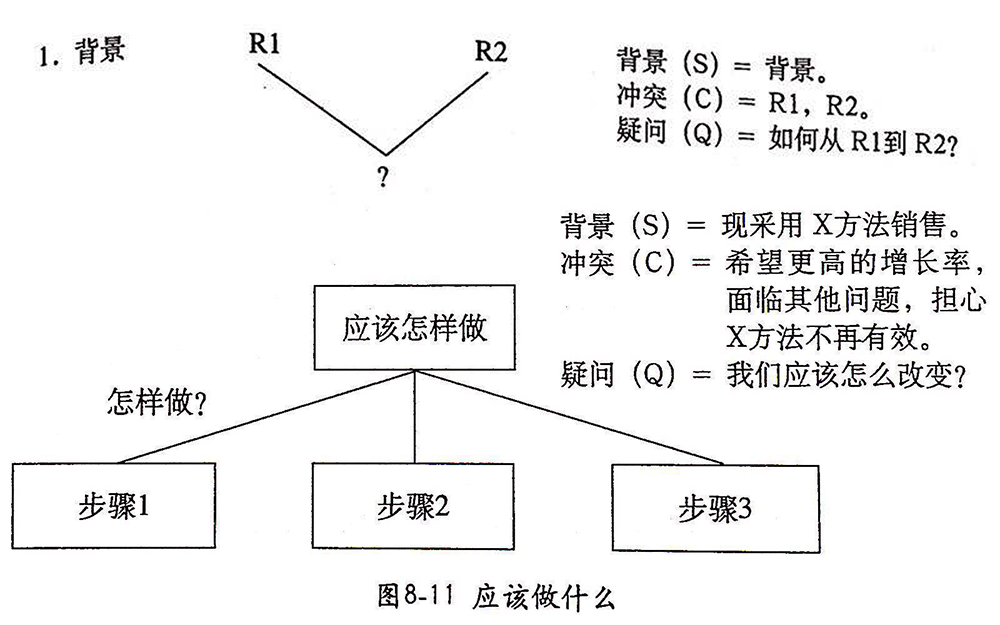 1. 背景
R1
R2
?
背景（S）= 背景。
冲突（C）= R1，R2。
疑问（Q）= 如何从 R1到 R2?
背景（S）= 现采用 X方法销售。
冲突（C）= 希望更高的增长率，
面临其他问题，担心
X方法不再有效。
疑问（Q）= 我们应该怎么改变?
应该怎样做
怎样做?
步骤1
步骤2
步骤3
图8-11 应该做什么